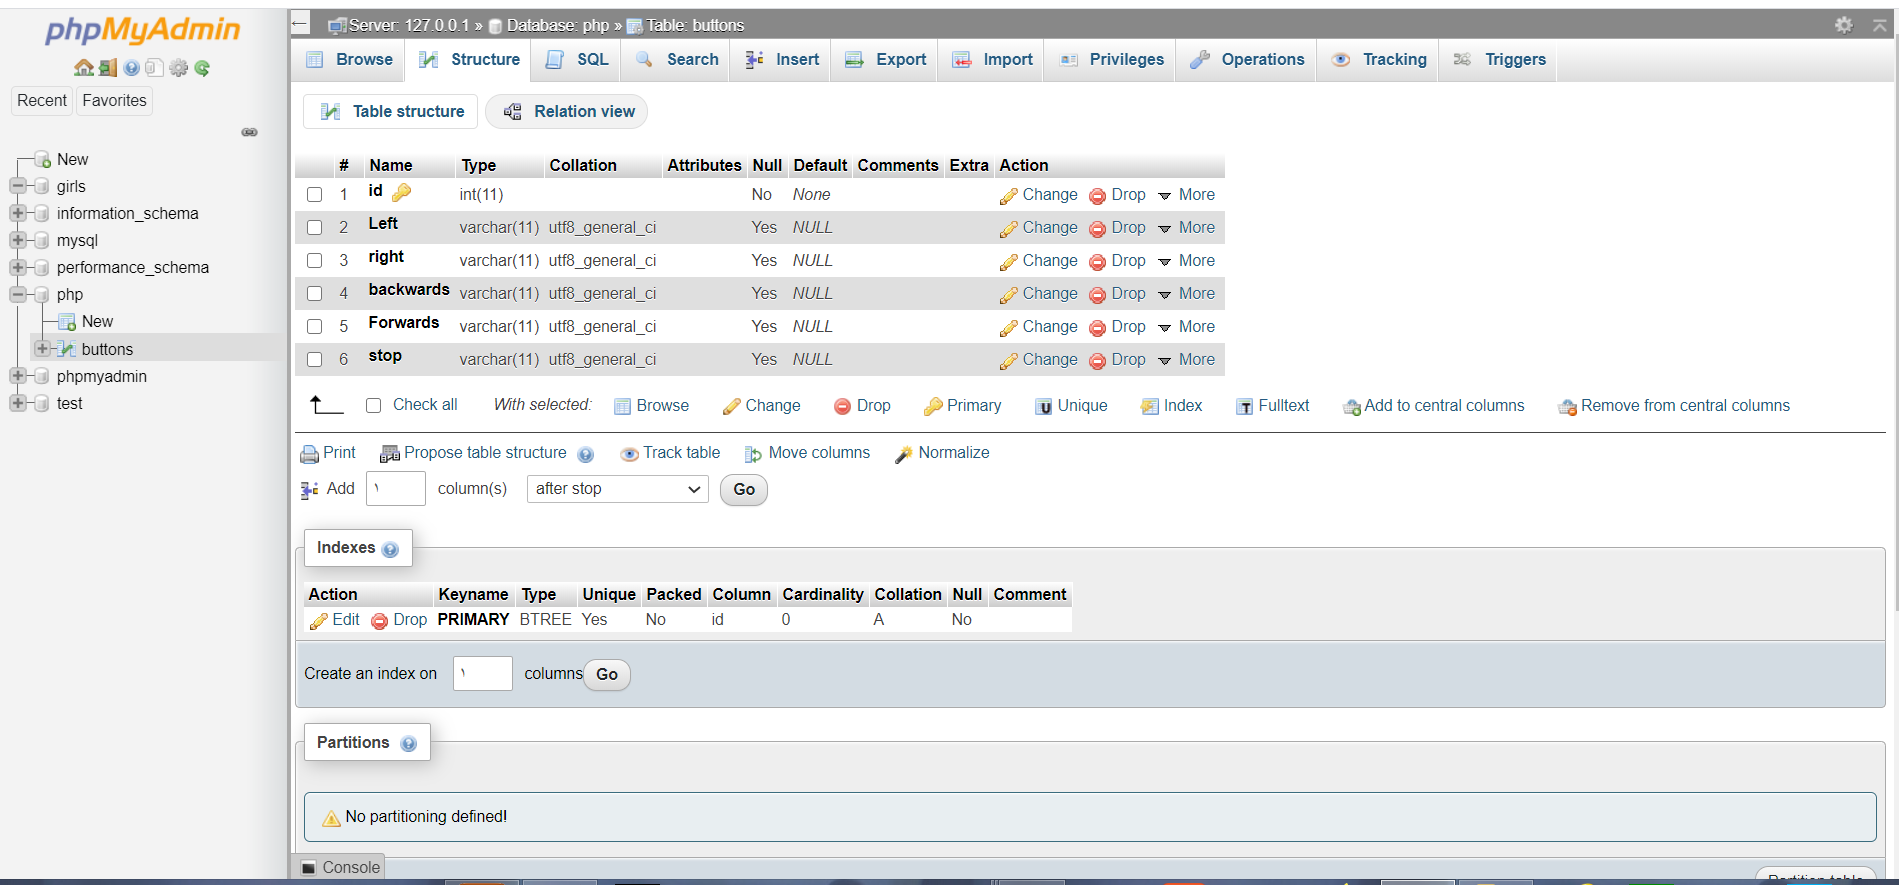 phpMyAdmin
Recent Favorites
New
girls
information_schema
mysql
performance_schema
php
New
buttons
phpmyadmin
test
Server: 127.0.0.1 » Database: php » Table: buttons
Browse Structure SQL Search Insert Export Import Privileges Operations Tracking Triggers
Table structure Relation view
# Name Type Collation Attributes Null Default Comments Extra Action
1 id int(11) No None Change Drop More
2 Left varchar(11) utf8_general_ci Yes NULL Change Drop More
3 right varchar(11) utf8_general_ci Yes NULL Change Drop More
4 backwards varchar(11) utf8_general_ci Yes NULL Change Drop More
5 Forwards varchar(11) utf8_general_ci Yes NULL Change Drop More
6 stop varchar(11) utf8_general_ci Yes NULL Change Drop More
Check all With selected: Browse Change Drop Primary Unique Index Fulltext Add to central columns Remove from central columns
Print Propose table structure Track table Move columns Normalize
Add ١ column(s) after stop Go
Indexes
Action Keyname Type Unique Packed Column Cardinality Collation Null Comment
Edit Drop PRIMARY BTREE Yes No id 0 A No
Create an index on ١ columns Go
Partitions
No partitioning defined!
Console
Partition table